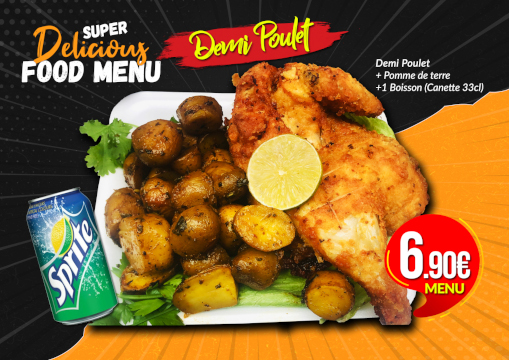 SUPER
Delicious
FOOD MENU
Demi Poulet
Demi Poulet
+ Pomme de terre
+1 Boisson (Canette 33cl)
Sprite
6.90€
MENU